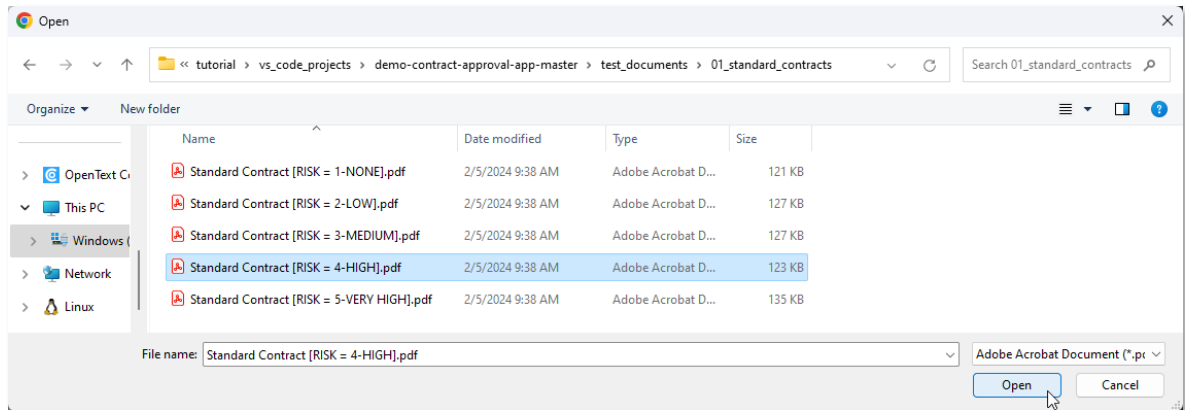 Open
« tutorial > vs_code_projects > demo-contract-approval-app-master > test_documents > 01_standard_contracts
Search 01_standard_contracts
Organize
New folder
Name Date modified Type Size
OpenText C
This PC
Windows (
Network
Linux
Standard Contract [RISK = 1-NONE].pdf 2/5/2024 9:38 AM Adobe Acrobat D... 121 KB
Standard Contract [RISK = 2-LOW].pdf 2/5/2024 9:38 AM Adobe Acrobat D... 127 KB
Standard Contract [RISK = 3-MEDIUM].pdf 2/5/2024 9:38 AM Adobe Acrobat D... 127 KB
Standard Contract [RISK = 4-HIGH].pdf 2/5/2024 9:38 AM Adobe Acrobat D... 123 KB
Standard Contract [RISK = 5-VERY HIGH].pdf 2/5/2024 9:38 AM Adobe Acrobat D... 135 KB
File name: Standard Contract [RISK = 4-HIGH].pdf
Adobe Acrobat Document (*.p
Open
Cancel